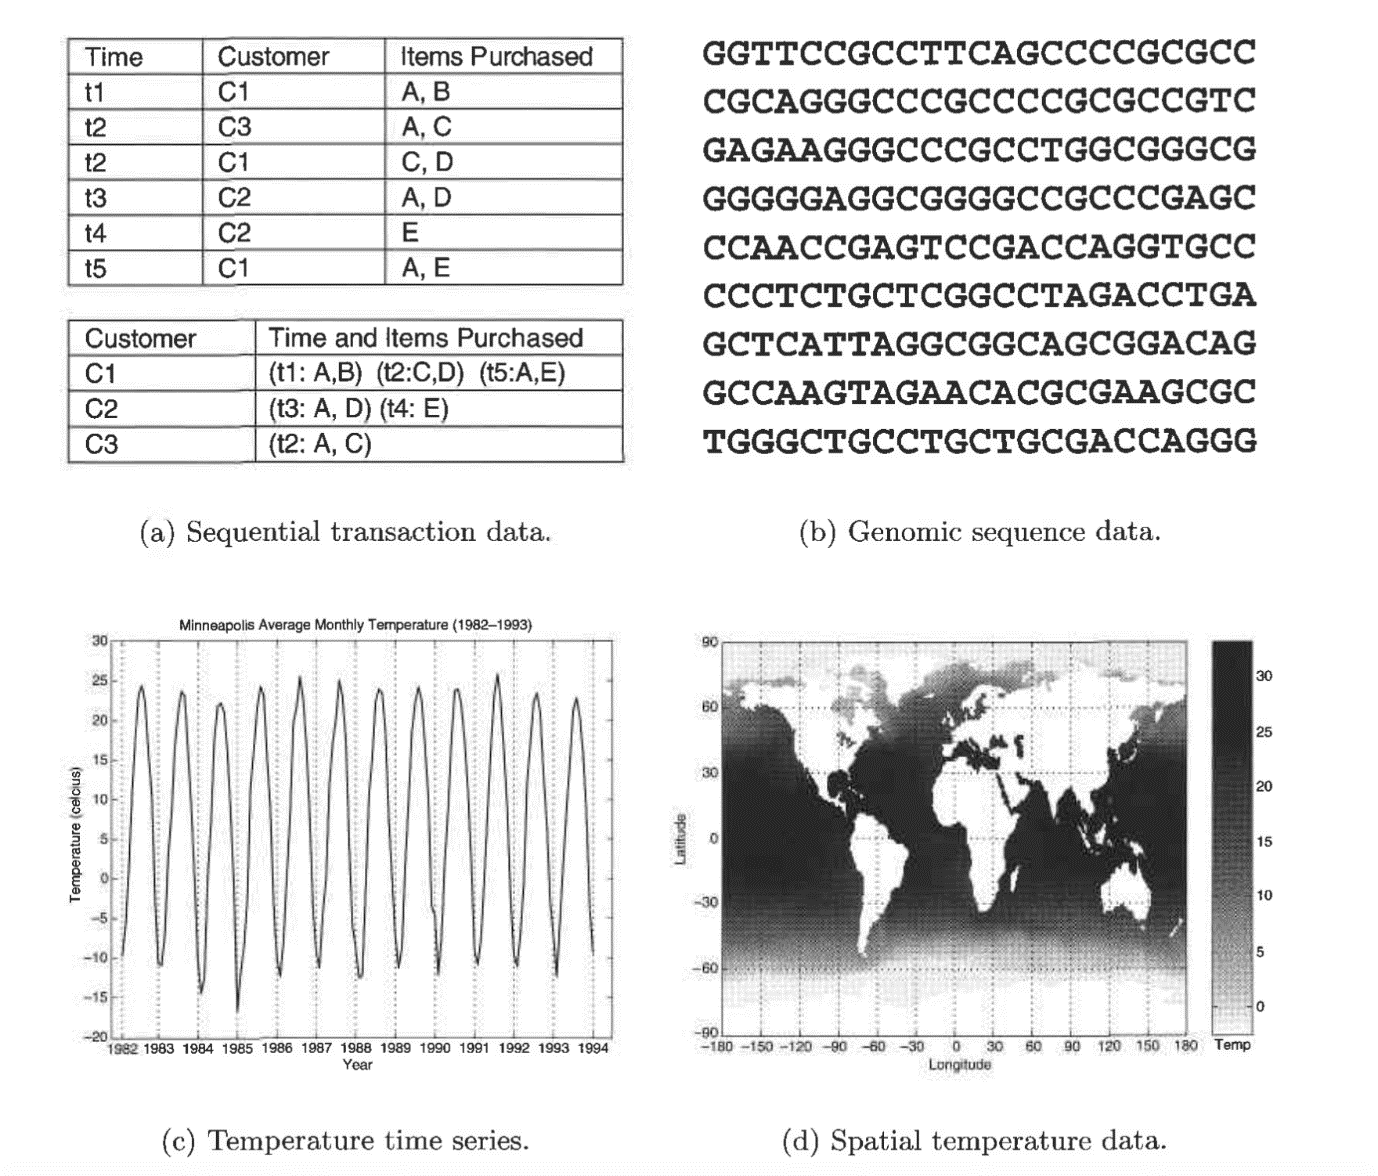 Time Customer Items Purchased
t1 C1 A, B
t2 C3 A, C
t2 C1 C, D
t3 C2 A, D
t4 C2 E
t5 C1 A, E
Customer Time and Items Purchased
C1 (t1: A,B) (t2:C,D) (t5:A,E)
C2 (t3: A, D) (t4: E)
C3 (t2: A, C)
(a) Sequential transaction data.
GGTTCCGCCTTCAGCCCCGCGCC
CGCAGGGCCCGCCCCGCGCCGTC
GAGAAGGGCCCGCCTGGCGGGCG
GGGGGAGGCGGGGCCGCCCGAGC
CCAACCGAGTCCGACCAGGTGCC
CCCTCTGCTCGGCCTAGACCTGA
GCTCATTAGGCGGCAGCGGACAG
GCCAAGTAGAACACGCGAAGCGC
TGGGCTGCCTGCTGCGACCAGGG
(b) Genomic sequence data.
Minneapolis Average Monthly Temperature (1982–1993)
30
25
20
15
10
5
0
−5
−10
−15
−20
Temperature (celcius)
1982 1983 1984 1985 1986 1987 1988 1989 1990 1991 1992 1993 1994
Year
(c) Temperature time series.
90
60
30
0
−30
−60
−90
Latitude
−180 −150 −120 −90 −60 −30 0 30 60 90 120 150 180
Longitude
30
25
20
15
10
5
0
Temp
(d) Spatial temperature data.